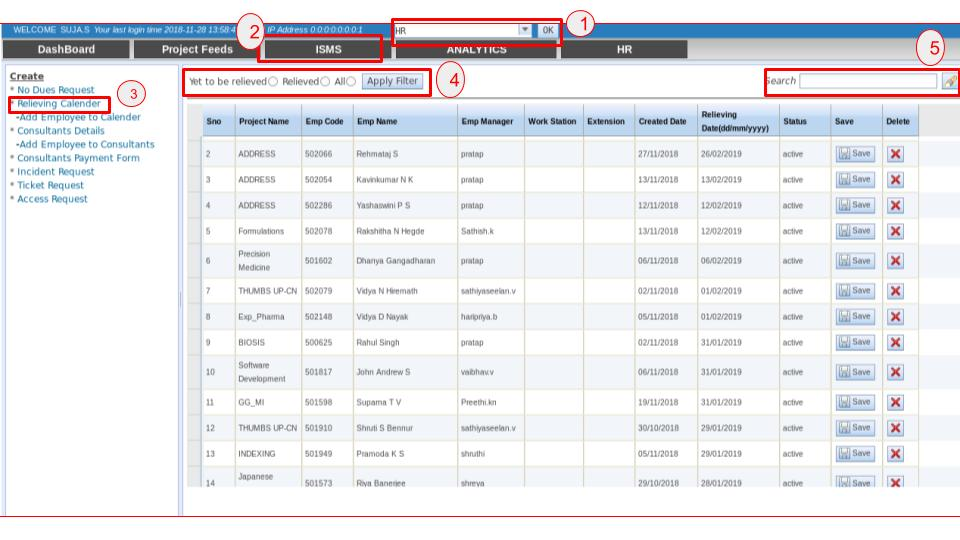 WELCOME SUJA.S Your last login time 2018-11-28 13:58:4 IP Address 0:0:0:0:0:0:0:1 HR OK
1
2
DashBoard Project Feeds ISMS ANALYTICS HR
5
Create
* No Dues Request
* Relieving Calender
-Add Employee to Calender
* Consultants Details
-Add Employee to Consultants
* Consultants Payment Form
* Incident Request
* Ticket Request
* Access Request
3
Yet to be relieved Relieved All Apply Filter
4
Search
Sno Project Name Emp Code Emp Name Emp Manager Work Station Extension Created Date Relieving Date(dd/mm/yyyy) Status Save Delete
2 ADDRESS 502066 Rehmataj S pratap 27/11/2018 26/02/2019 active Save
3 ADDRESS 502054 Kavinkumar N K pratap 13/11/2018 13/02/2019 active Save
4 ADDRESS 502286 Yashaswini P S pratap 12/11/2018 12/02/2019 active Save
5 Formulations 502078 Rakshitha N Hegde Sathish.k 13/11/2018 12/02/2019 active Save
6 Precision Medicine 501602 Dhanya Gangadharan pratap 06/11/2018 06/02/2019 active Save
7 THUMBS UP-CN 502079 Vidya N Hiremath sathiyaseelan.v 02/11/2018 01/02/2019 active Save
8 Exp_Pharma 502148 Vidya D Nayak haripriya.b 05/11/2018 01/02/2019 active Save
9 BIOSIS 500625 Rahul Singh pratap 02/11/2018 31/01/2019 active Save
10 Software Development 501817 John Andrew S vaibhav.v 06/11/2018 31/01/2019 active Save
11 GG_MI 501598 Suparna T V Preethi.kn 19/11/2018 31/01/2019 active Save
12 THUMBS UP-CN 501910 Shruti S Bennur sathiyaseelan.v 30/10/2018 29/01/2019 active Save
13 INDEXING 501949 Pramoda K S shruthi 05/11/2018 29/01/2019 active Save
14 Japanese 501573 Riya Banerjee shreya 29/10/2018 28/01/2019 active Save